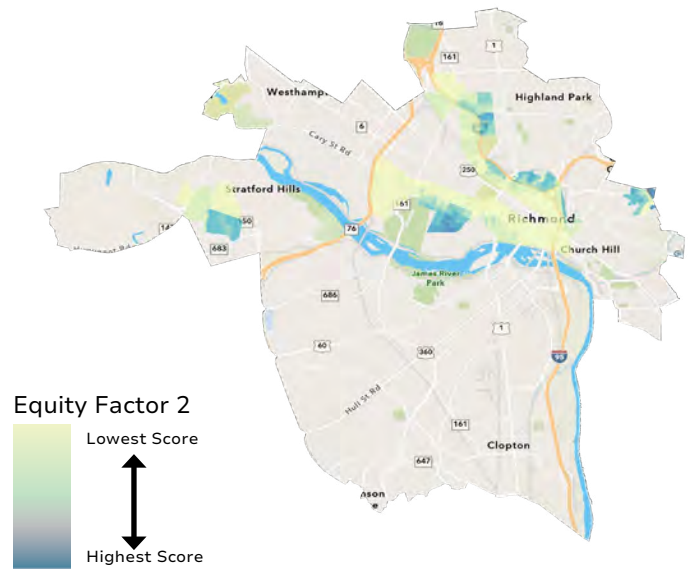 1
161
Westhamp
Highland Park
6
Cary St Rd
250
Stratford Hills
161
Richmond
76
683
Church Hill
James River
Park
686
1
60
360
95
Hull St Rd
161
Clopton
647
Equity Factor 2
Lowest Score
Highest Score